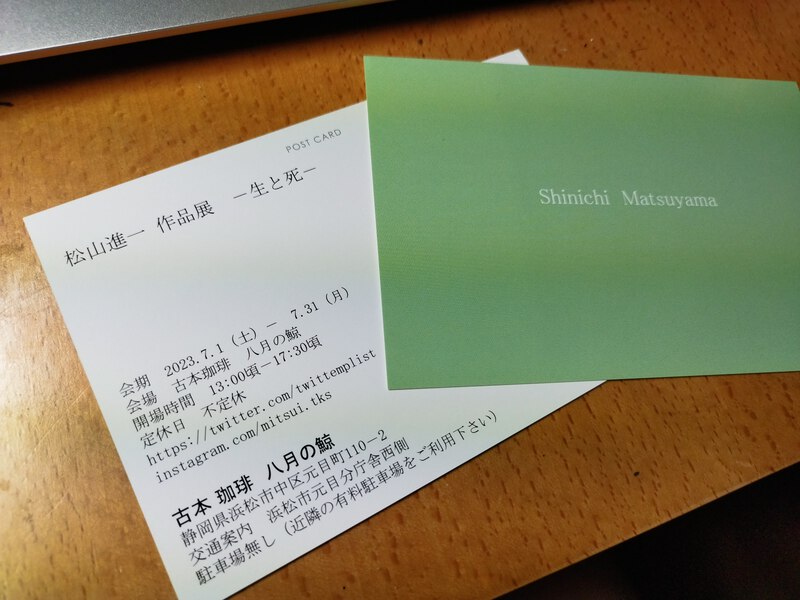 POST CARD
松山進一 作品展 －生と死－
会期 2023.7.1（土）－ 7.31（月）
会場 古本珈琲 八月の鯨
開場時間 13:00頃－17:30頃
定休日 不定休
https://twitter.com/twittemplist
instagram.com/mitsui.tks
古本 珈琲 八月の鯨
静岡県浜松市中区元目町110－2
交通案内 浜松市元目分庁舎西側
駐車場無し（近隣の有料駐車場をご利用下さい）
Shinichi Matsuyama